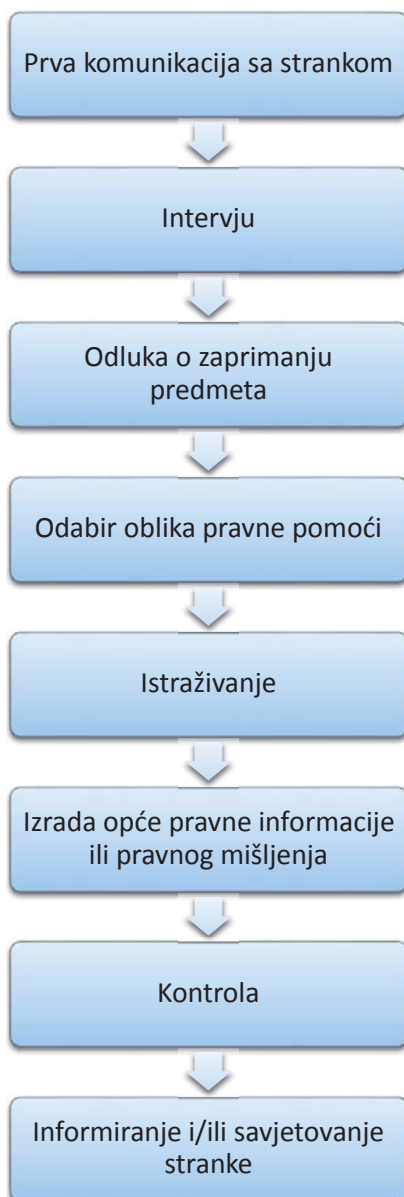 Prva komunikacija sa strankom
Intervju
Odluka o zaprimanju
predmeta
Odabir oblika pravne pomoći
Istraživanje
Izrada opće pravne informacije
ili pravnog mišljenja
Kontrola
Informiranje i/ili savjetovanje
stranke